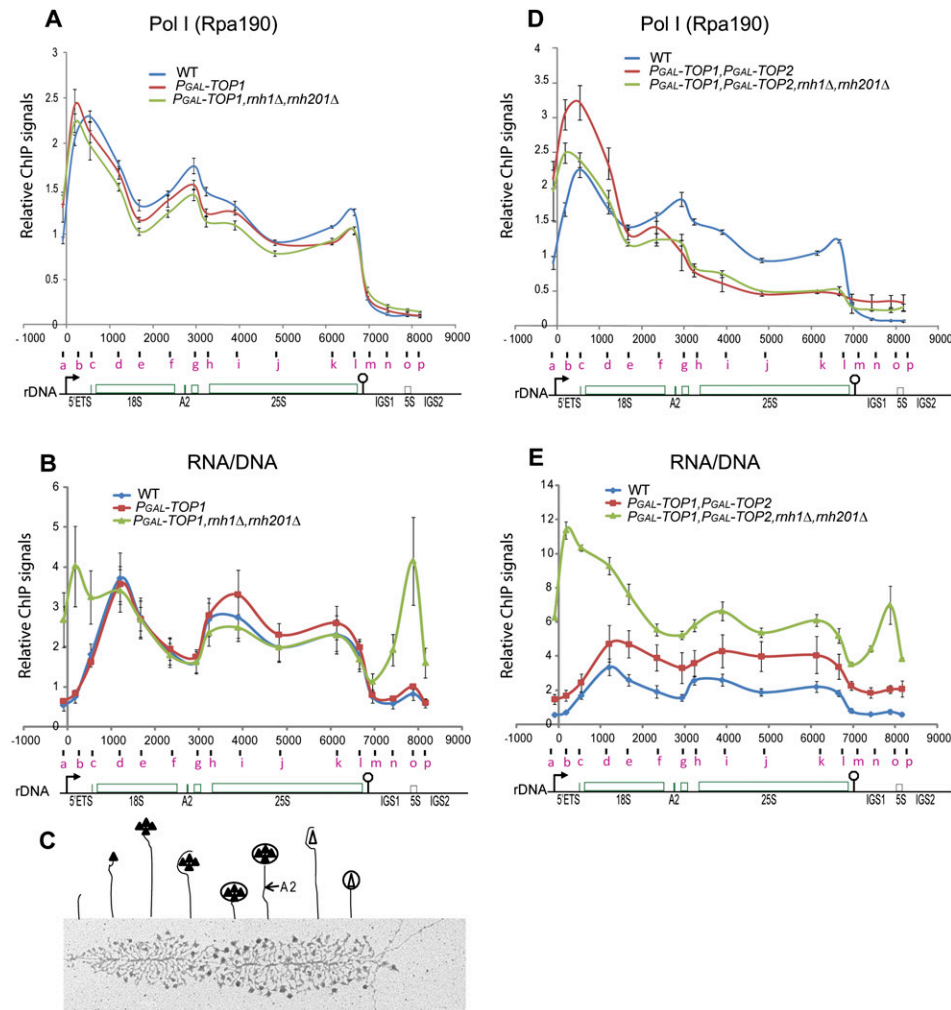 A
Pol I (Rpa190)
WT
PGAL-TOP1
PGAL-TOP1,rnh1Δ,rnh201Δ
Relative ChIP signals
3
2.5
2
1.5
1
0.5
0
-1000 0 1000 2000 3000 4000 5000 6000 7000 8000 9000
a b c d e f g h i j k l m n o p
rDNA
5'ETS 18S A2 25S IGS1 5S IGS2
B
RNA/DNA
WT
PGAL-TOP1
PGAL-TOP1,rnh1Δ,rnh201Δ
Relative ChIP signals
6
5
4
3
2
1
0
-1000 0 1000 2000 3000 4000 5000 6000 7000 8000 9000
a b c d e f g h i j k l m n o p
rDNA
5'ETS 18S A2 25S IGS1 5S IGS2
C
A2
D
Pol I (Rpa190)
WT
PGAL-TOP1,PGAL-TOP2
PGAL-TOP1,PGAL-TOP2,rnh1Δ,rnh201Δ
Relative ChIP signals
4
3.5
3
2.5
2
1.5
1
0.5
0
-1000 0 1000 2000 3000 4000 5000 6000 7000 8000 9000
a b c d e f g h i j k l m n o p
rDNA
5'ETS 18S A2 25S IGS1 5S IGS2
E
RNA/DNA
WT
PGAL-TOP1,PGAL-TOP2
PGAL-TOP1,PGAL-TOP2,rnh1Δ,rnh201Δ
Relative ChIP signals
14
12
10
8
6
4
2
0
-1000 0 1000 2000 3000 4000 5000 6000 7000 8000 9000
a b c d e f g h i j k l m n o p
rDNA
5'ETS 18S A2 25S IGS1 5S IGS2